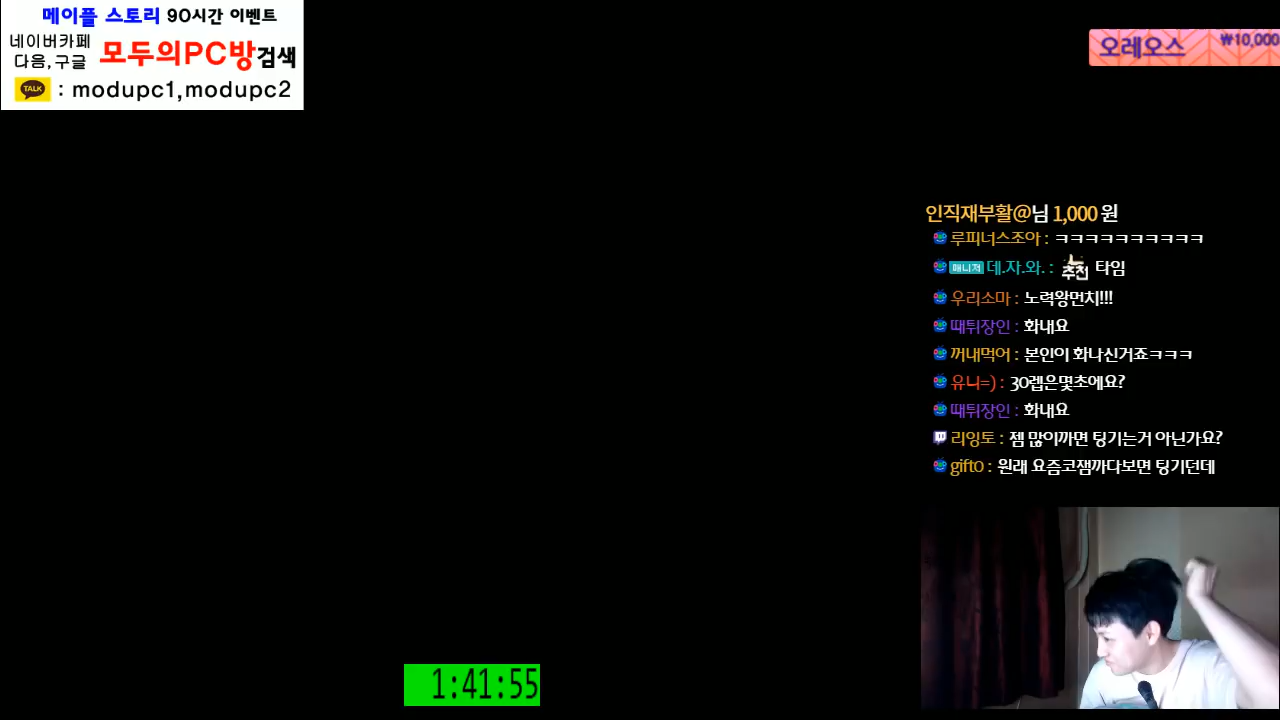 메이플 스토리 90시간 이벤트
네이버카페
다음,구글
모두의PC방검색
TALK : modupc1,modupc2
오레오스 ₩10,000
인직재부활@님 1,000 원
루피너스조아 : ㅋㅋㅋㅋㅋㅋㅋㅋㅋㅋ
매니저 데.자.와. : 추천 타임
우리소마 : 노력왕먼치!!!
때튀장인 : 화내요
꺼내먹어 : 본인이 화나신거죠ㅋㅋㅋ
유니=) : 30렙은몇초에요?
때튀장인 : 화내요
리잉토 : 젬 많이까면 팅기는거 아닌가요?
gift0 : 원래 요즘코잼까다보면 팅기던데
1:41:55